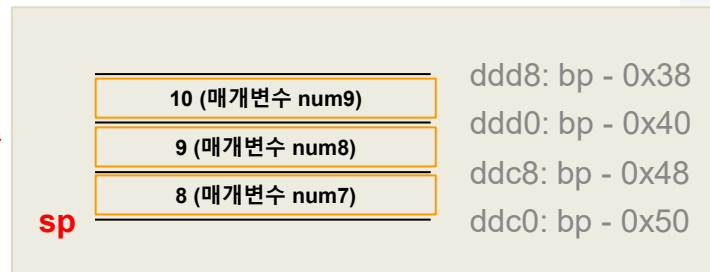 ddd8: bp - 0x38
10 (매개변수 num9)
ddd0: bp - 0x40
9 (매개변수 num8)
ddc8: bp - 0x48
8 (매개변수 num7)
sp
ddc0: bp - 0x50